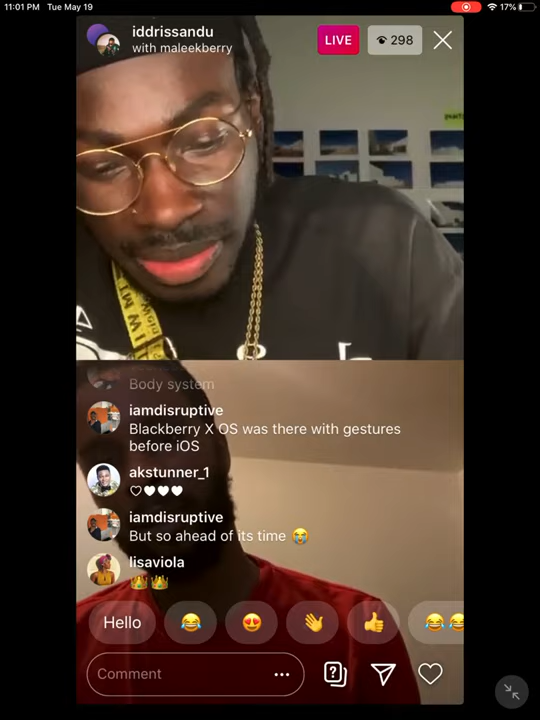 11:01 PM Tue May 19
17%
iddrissandu
with maleekberry
LIVE
298
Body system
iamdisruptive
Blackberry X OS was there with gestures
before iOS
akstunner_1
🤍🤍🤍🤍
iamdisruptive
But so ahead of its time 😭
lisaviola
👑👑
Hello 😂 😍 👋 👍 😂😂
Comment